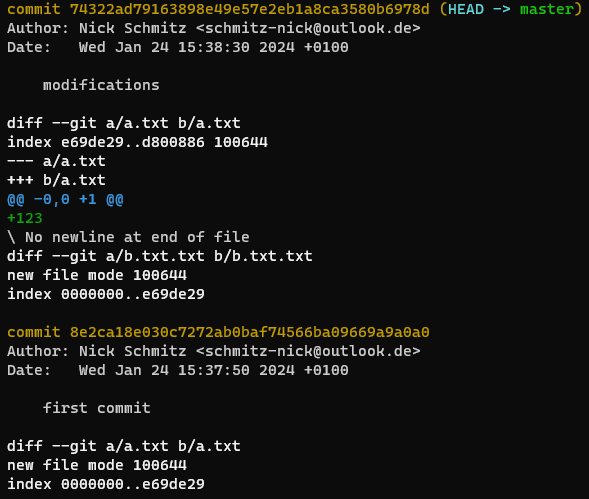 commit 74322ad79163898e49e57e2eb1a8ca3580b6978d (HEAD -> master)
Author: Nick Schmitz <schmitz-nick@outlook.de>
Date:   Wed Jan 24 15:38:30 2024 +0100

    modifications

diff --git a/a.txt b/a.txt
index e69de29..d800886 100644
--- a/a.txt
+++ b/a.txt
@@ -0,0 +1 @@
+123
\ No newline at end of file
diff --git a/b.txt.txt b/b.txt.txt
new file mode 100644
index 0000000..e69de29

commit 8e2ca18e030c7272ab0baf74566ba09669a9a0a0
Author: Nick Schmitz <schmitz-nick@outlook.de>
Date:   Wed Jan 24 15:37:50 2024 +0100

    first commit

diff --git a/a.txt b/a.txt
new file mode 100644
index 0000000..e69de29